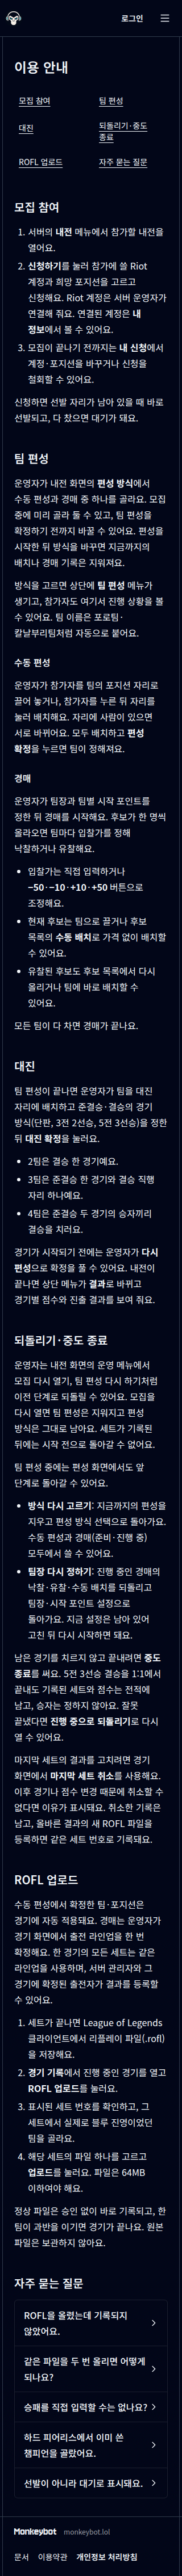 로그인
이용 안내
모집 참여
팀 편성
대진
되돌리기·중도
종료
ROFL 업로드
자주 묻는 질문
모집 참여
1. 서버의 내전 메뉴에서 참가할 내전을
열어요.
2. 신청하기를 눌러 참가에 쓸 Riot
계정과 희망 포지션을 고르고
신청해요. Riot 계정은 서버 운영자가
연결해 줘요. 연결된 계정은 내
정보에서 볼 수 있어요.
3. 모집이 끝나기 전까지는 내 신청에서
계정·포지션을 바꾸거나 신청을
철회할 수 있어요.
신청하면 선발 자리가 남아 있을 때 바로
선발되고, 다 찼으면 대기가 돼요.
팀 편성
운영자가 내전 화면의 편성 방식에서
수동 편성과 경매 중 하나를 골라요. 모집
중에 미리 골라 둘 수 있고, 팀 편성을
확정하기 전까지 바꿀 수 있어요. 편성을
시작한 뒤 방식을 바꾸면 지금까지의
배치나 경매 기록은 지워져요.
방식을 고르면 상단에 팀 편성 메뉴가
생기고, 참가자도 여기서 진행 상황을 볼
수 있어요. 팀 이름은 포로팀·
칼날부리팀처럼 자동으로 붙어요.
수동 편성
운영자가 참가자를 팀의 포지션 자리로
끌어 놓거나, 참가자를 누른 뒤 자리를
눌러 배치해요. 자리에 사람이 있으면
서로 바뀌어요. 모두 배치하고 편성
확정을 누르면 팀이 정해져요.
경매
운영자가 팀장과 팀별 시작 포인트를
정한 뒤 경매를 시작해요. 후보가 한 명씩
올라오면 팀마다 입찰가를 정해
낙찰하거나 유찰해요.
• 입찰가는 직접 입력하거나
−50·−10·+10·+50 버튼으로
조정해요.
• 현재 후보는 팀으로 끌거나 후보
목록의 수동 배치로 가격 없이 배치할
수 있어요.
• 유찰된 후보도 후보 목록에서 다시
올리거나 팀에 바로 배치할 수
있어요.
모든 팀이 다 차면 경매가 끝나요.
대진
팀 편성이 끝나면 운영자가 팀을 대진
자리에 배치하고 준결승·결승의 경기
방식(단판, 3전 2선승, 5전 3선승)을 정한
뒤 대진 확정을 눌러요.
• 2팀은 결승 한 경기예요.
• 3팀은 준결승 한 경기와 결승 직행
자리 하나예요.
• 4팀은 준결승 두 경기의 승자끼리
결승을 치러요.
경기가 시작되기 전에는 운영자가 다시
편성으로 확정을 풀 수 있어요. 내전이
끝나면 상단 메뉴가 결과로 바뀌고
경기별 점수와 진출 결과를 보여 줘요.
되돌리기·중도 종료
운영자는 내전 화면의 운영 메뉴에서
모집 다시 열기, 팀 편성 다시 하기처럼
이전 단계로 되돌릴 수 있어요. 모집을
다시 열면 팀 편성은 지워지고 편성
방식은 그대로 남아요. 세트가 기록된
뒤에는 시작 전으로 돌아갈 수 없어요.
팀 편성 중에는 편성 화면에서도 앞
단계로 돌아갈 수 있어요.
• 방식 다시 고르기: 지금까지의 편성을
지우고 편성 방식 선택으로 돌아가요.
수동 편성과 경매(준비·진행 중)
모두에서 쓸 수 있어요.
• 팀장 다시 정하기: 진행 중인 경매의
낙찰·유찰·수동 배치를 되돌리고
팀장·시작 포인트 설정으로
돌아가요. 지금 설정은 남아 있어
고친 뒤 다시 시작하면 돼요.
남은 경기를 치르지 않고 끝내려면 중도
종료를 써요. 5전 3선승 결승을 1:1에서
끝내도 기록된 세트와 점수는 전적에
남고, 승자는 정하지 않아요. 잘못
끝냈다면 진행 중으로 되돌리기로 다시
열 수 있어요.
마지막 세트의 결과를 고치려면 경기
화면에서 마지막 세트 취소를 사용해요.
이후 경기나 점수 변경 때문에 취소할 수
없다면 이유가 표시돼요. 취소한 기록은
남고, 올바른 결과의 새 ROFL 파일을
등록하면 같은 세트 번호로 기록돼요.
ROFL 업로드
수동 편성에서 확정한 팀·포지션은
경기에 자동 적용돼요. 경매는 운영자가
경기 화면에서 출전 라인업을 한 번
확정해요. 한 경기의 모든 세트는 같은
라인업을 사용하며, 서버 관리자와 그
경기에 확정된 출전자가 결과를 등록할
수 있어요.
1. 세트가 끝나면 League of Legends
클라이언트에서 리플레이 파일(.rofl)
을 저장해요.
2. 경기 기록에서 진행 중인 경기를 열고
ROFL 업로드를 눌러요.
3. 표시된 세트 번호를 확인하고, 그
세트에서 실제로 블루 진영이었던
팀을 골라요.
4. 해당 세트의 파일 하나를 고르고
업로드를 눌러요. 파일은 64MB
이하여야 해요.
정상 파일은 승인 없이 바로 기록되고, 한
팀이 과반을 이기면 경기가 끝나요. 원본
파일은 보관하지 않아요.
자주 묻는 질문
ROFL을 올렸는데 기록되지
않았어요.
같은 파일을 두 번 올리면 어떻게
되나요?
승패를 직접 입력할 수는 없나요?
하드 피어리스에서 이미 쓴
챔피언을 골랐어요.
선발이 아니라 대기로 표시돼요.
Monkeybot monkeybot.lol
문서 이용약관 개인정보 처리방침